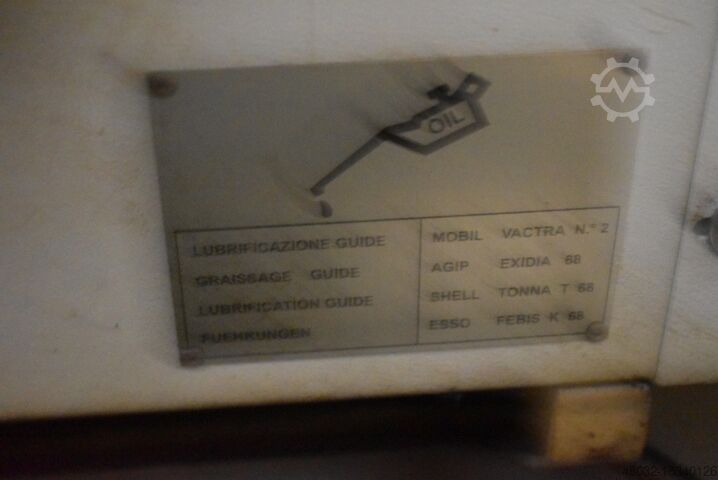 OIL
LUBRIFICAZIONE GUIDE
GRAISSAGE GUIDE
LUBRIFICATION GUIDE
FUEHRUNGEN
MOBIL VACTRA N.° 2
AGIP EXIDIA 68
SHELL TONNA T 68
ESSO FEBIS K 68